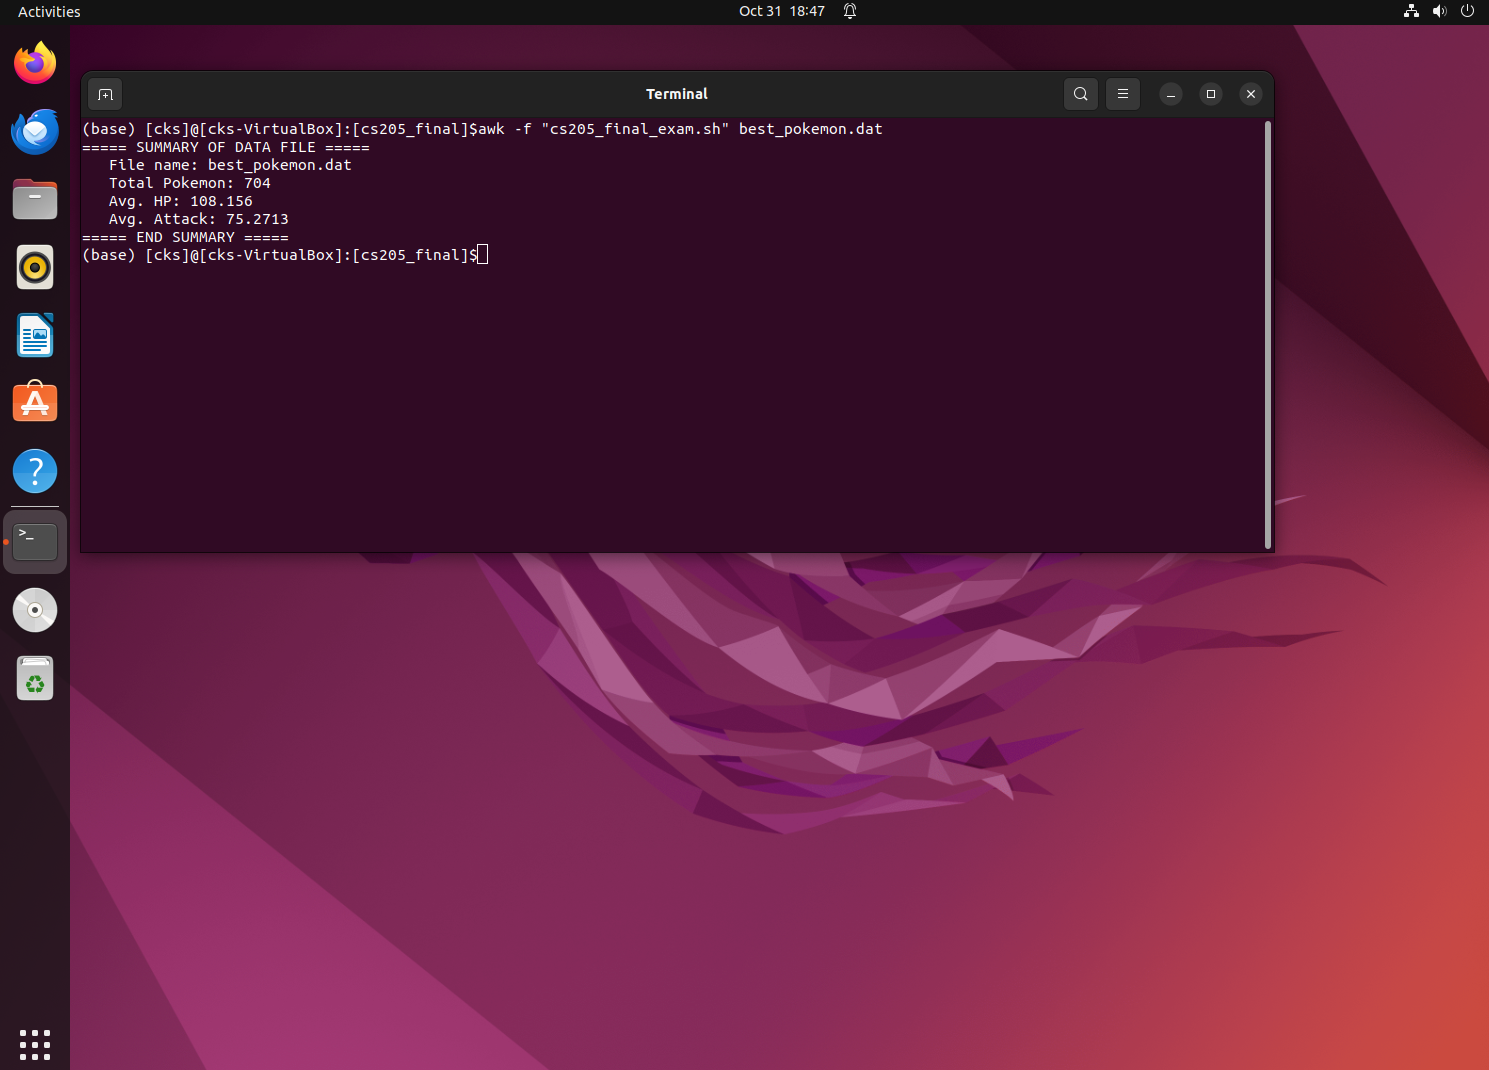 Activities
Oct 31 18:47
Terminal
(base) [cks]@[cks-VirtualBox]:[cs205_final]$awk -f "cs205_final_exam.sh" best_pokemon.dat
===== SUMMARY OF DATA FILE =====
   File name: best_pokemon.dat
   Total Pokemon: 704
   Avg. HP: 108.156
   Avg. Attack: 75.2713
===== END SUMMARY =====
(base) [cks]@[cks-VirtualBox]:[cs205_final]$